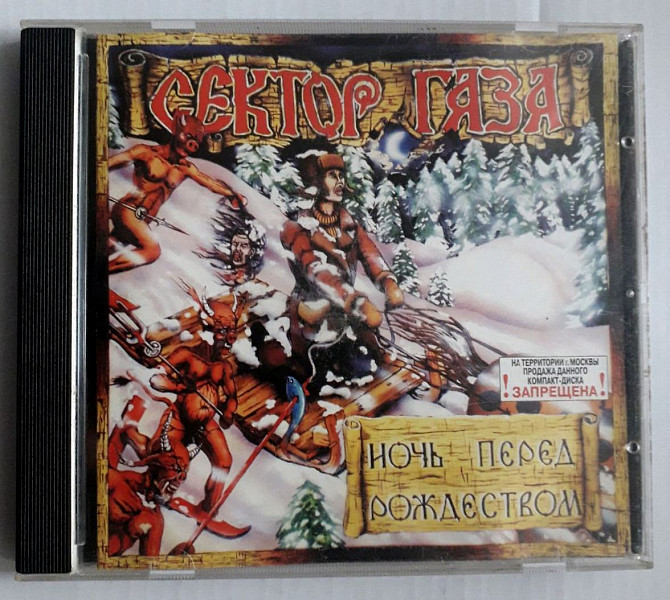 СЕКТОР ГАЗА
НА ТЕРРИТОРИИ г. МОСКВЫ
ПРОДАЖА ДАННОГО
КОМПАКТ-ДИСКА
! ЗАПРЕЩЕНА !
НОЧЬ ПЕРЕД
РОЖДЕСТВОМ